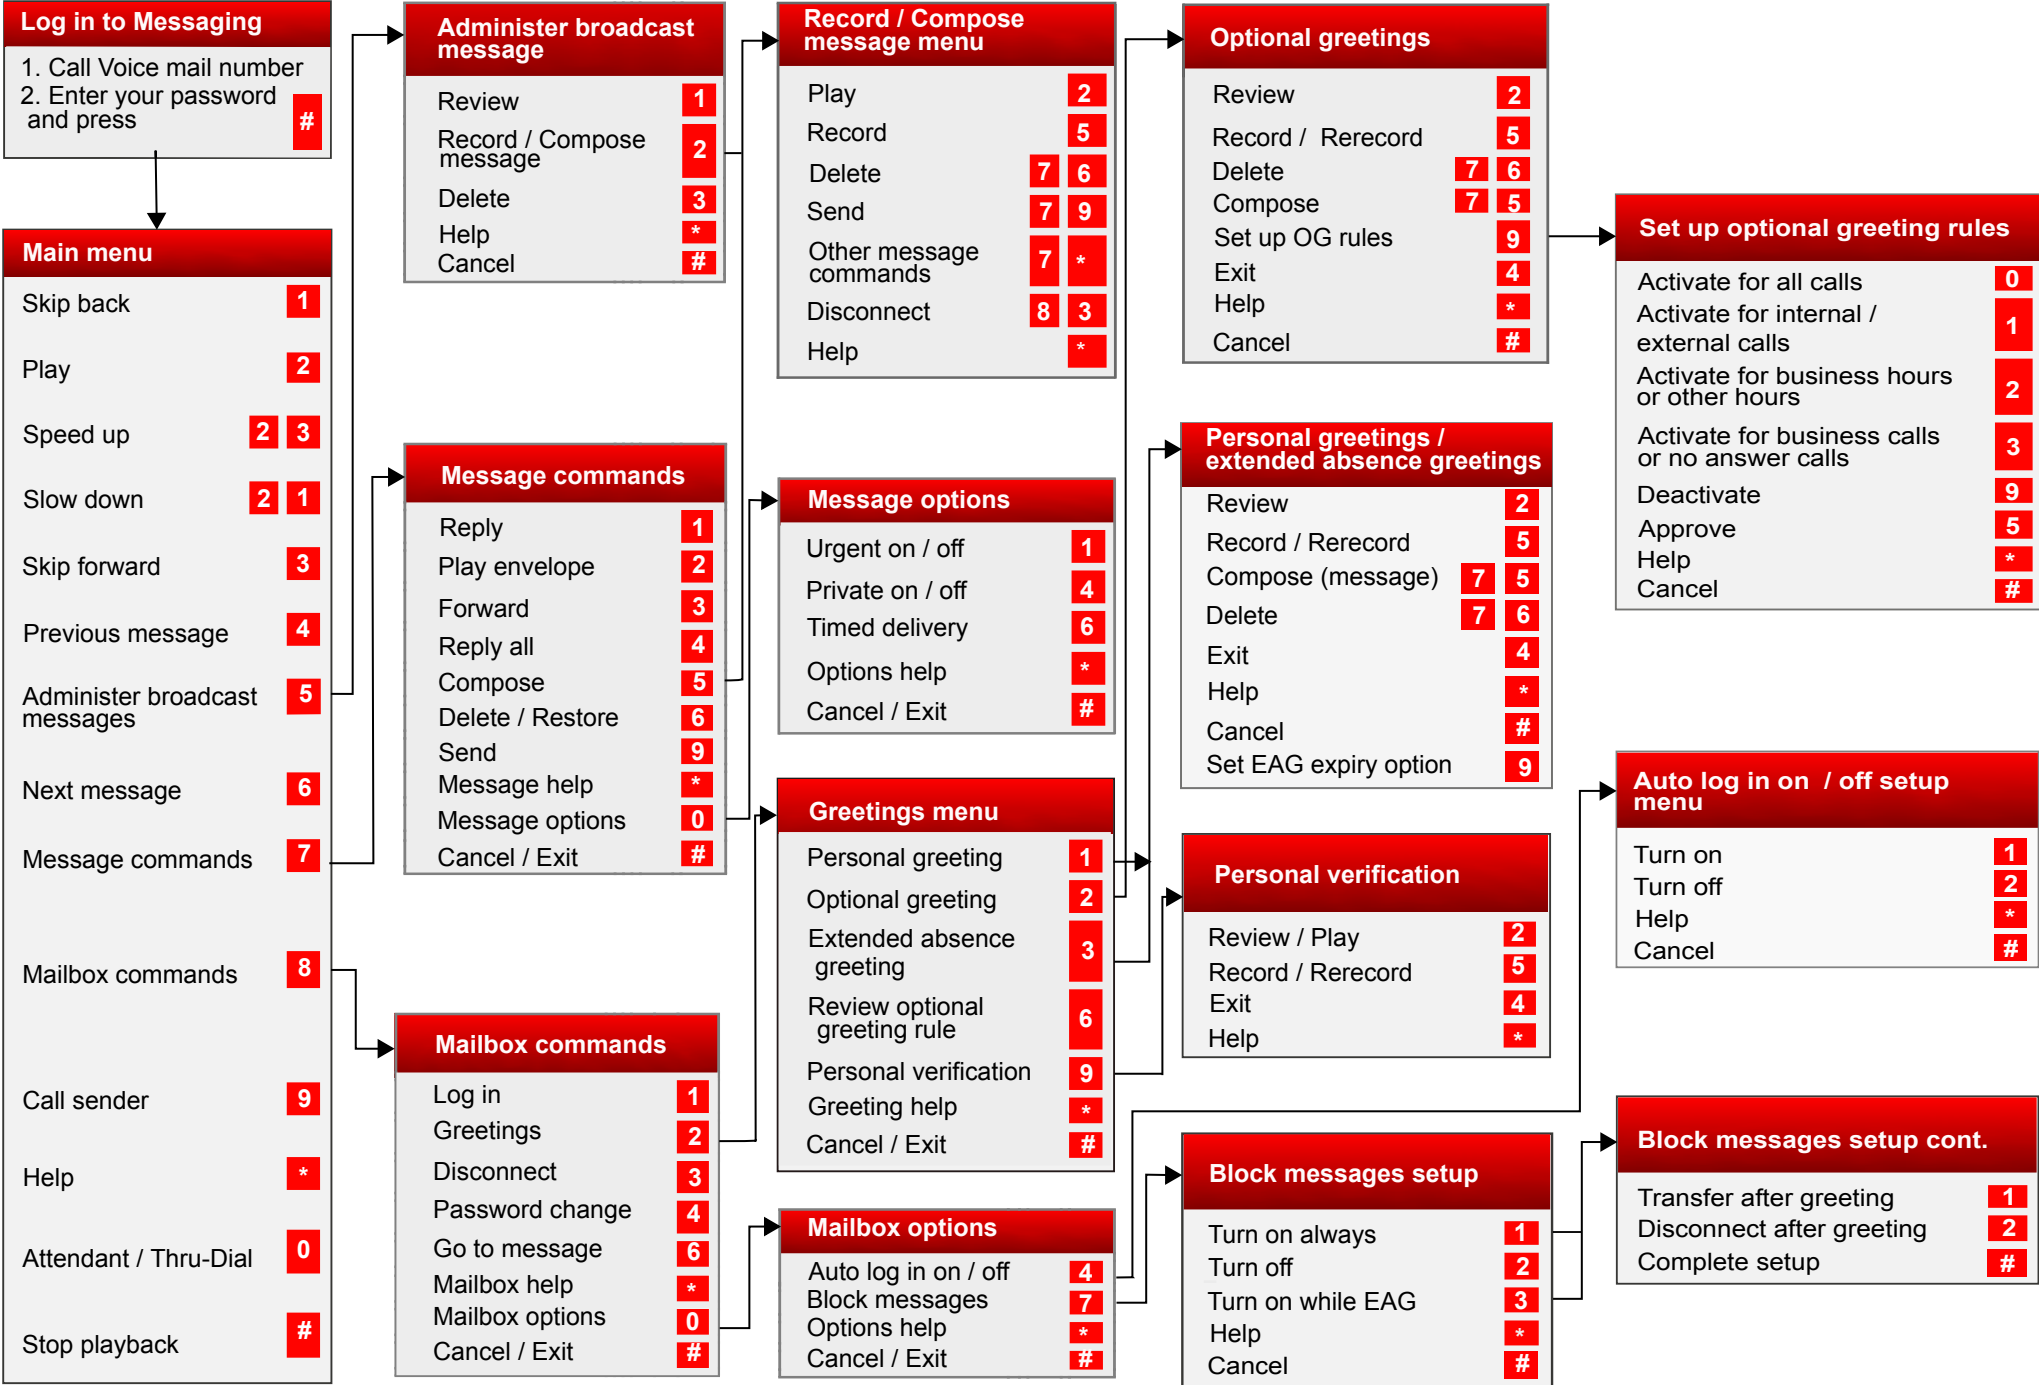 Log in to Messaging
1. Call Voice mail number
2. Enter your password
and press #
Main menu
Skip back 1
Play 2
Speed up 2 3
Slow down 2 1
Skip forward 3
Previous message 4
Administer broadcast
messages 5
Next message 6
Message commands 7
Mailbox commands 8
Call sender 9
Help *
Attendant / Thru-Dial 0
Stop playback #
Administer broadcast
message
Review 1
Record / Compose
message 2
Delete 3
Help *
Cancel #
Message commands
Reply 1
Play envelope 2
Forward 3
Reply all 4
Compose 5
Delete / Restore 6
Send 9
Message help *
Message options 0
Cancel / Exit #
Mailbox commands
Log in 1
Greetings 2
Disconnect 3
Password change 4
Go to message 6
Mailbox help *
Mailbox options 0
Cancel / Exit #
Record / Compose
message menu
Play 2
Record 5
Delete 7 6
Send 7 9
Other message
commands 7 *
Disconnect 8 3
Help *
Message options
Urgent on / off 1
Private on / off 4
Timed delivery 6
Options help *
Cancel / Exit #
Greetings menu
Personal greeting 1
Optional greeting 2
Extended absence
greeting 3
Review optional
greeting rule 6
Personal verification 9
Greeting help *
Cancel / Exit #
Mailbox options
Auto log in on / off 4
Block messages 7
Options help *
Cancel / Exit #
Optional greetings
Review 2
Record / Rerecord 5
Delete 7 6
Compose 7 5
Set up OG rules 9
Exit 4
Help *
Cancel #
Personal greetings /
extended absence greetings
Review 2
Record / Rerecord 5
Compose (message) 7 5
Delete 7 6
Exit 4
Help *
Cancel #
Set EAG expiry option 9
Personal verification
Review / Play 2
Record / Rerecord 5
Exit 4
Help *
Block messages setup
Turn on always 1
Turn off 2
Turn on while EAG 3
Help *
Cancel #
Set up optional greeting rules
Activate for all calls 0
Activate for internal /
external calls 1
Activate for business hours
or other hours 2
Activate for business calls
or no answer calls 3
Deactivate 9
Approve 5
Help *
Cancel #
Auto log in on / off setup
menu
Turn on 1
Turn off 2
Help *
Cancel #
Block messages setup cont.
Transfer after greeting 1
Disconnect after greeting 2
Complete setup #